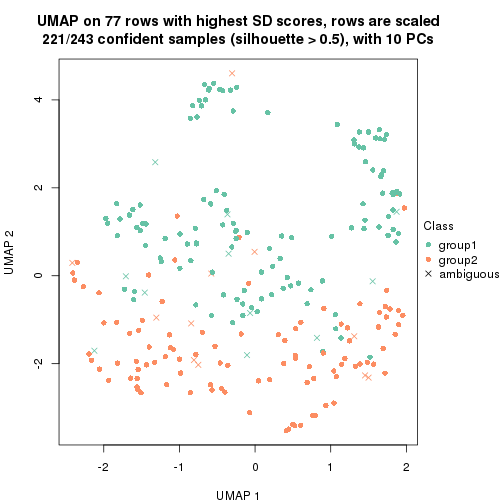 UMAP on 77 rows with highest SD scores, rows are scaled
221/243 confident samples (silhouette > 0.5), with 10 PCs
4
2
0
-2
UMAP 2
-2
-1
0
1
2
UMAP 1
Class
group1
group2
ambiguous